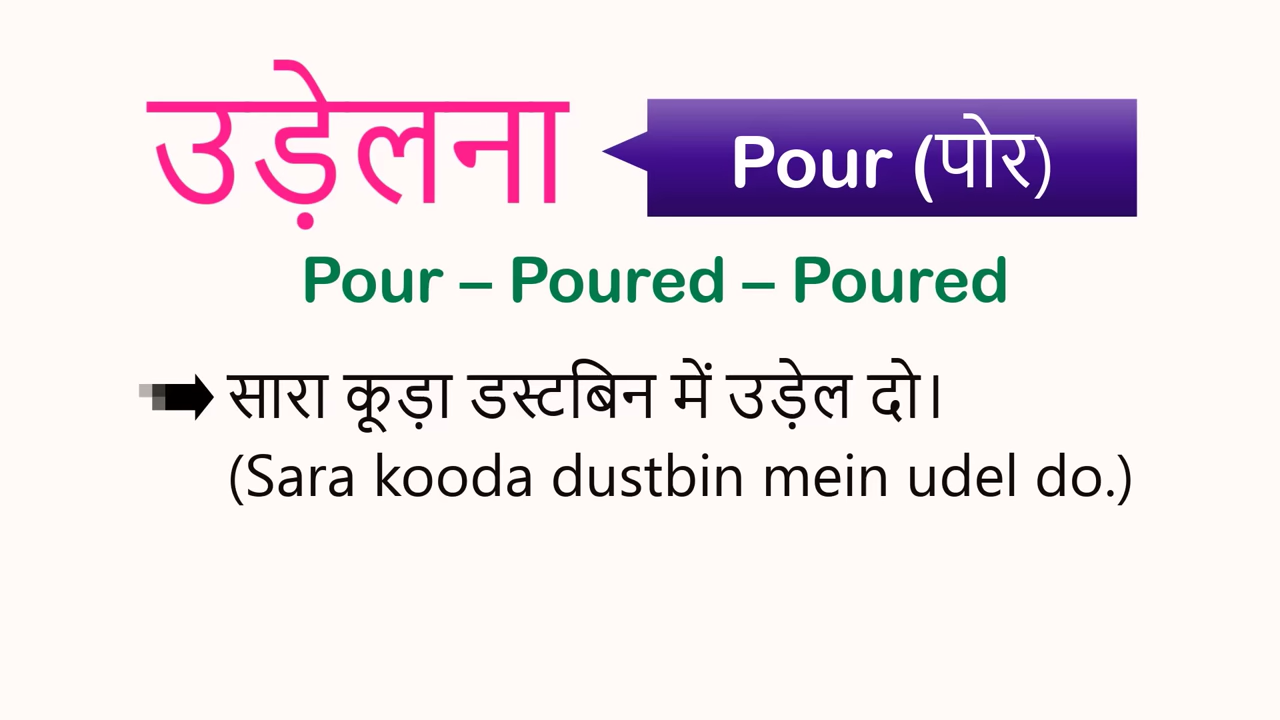 उड़ेलना
Pour (पोर)
Pour – Poured – Poured
सारा कूड़ा डस्टबिन में उड़ेल दो।
(Sara kooda dustbin mein udel do.)